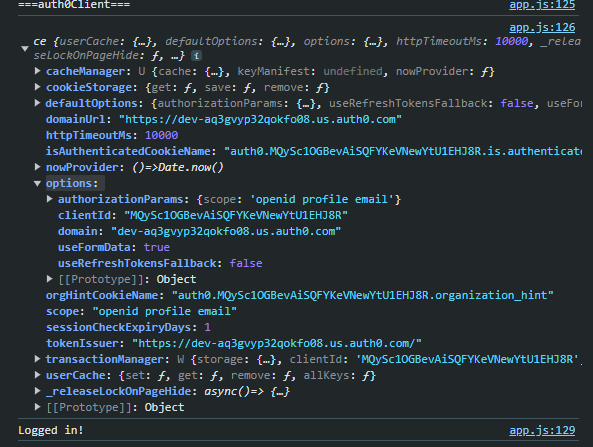 ===auth0Client===
app.js:125
app.js:126
ce {userCache: {…}, defaultOptions: {…}, options: {…}, httpTimeoutMs: 10000, _relea
seLockOnPageHide: ƒ, …} i
cacheManager: U {cache: {…}, keyManifest: undefined, nowProvider: ƒ}
cookieStorage: {get: ƒ, save: ƒ, remove: ƒ}
defaultOptions: {authorizationParams: {…}, useRefreshTokensFallback: false, useForm
domainUrl: "https://dev-aq3gvyp32qokfo08.us.auth0.com"
httpTimeoutMs: 10000
isAuthenticatedCookieName: "auth0.MQySc1OGBevAiSQFYKeVNewYtU1EHJ8R.is.authenticate
nowProvider: ()=>Date.now()
options:
authorizationParams: {scope: 'openid profile email'}
clientId: "MQySc1OGBevAiSQFYKeVNewYtU1EHJ8R"
domain: "dev-aq3gvyp32qokfo08.us.auth0.com"
useFormData: true
useRefreshTokensFallback: false
[[Prototype]]: Object
orgHintCookieName: "auth0.MQySc1OGBevAiSQFYKeVNewYtU1EHJ8R.organization_hint"
scope: "openid profile email"
sessionCheckExpiryDays: 1
tokenIssuer: "https://dev-aq3gvyp32qokfo08.us.auth0.com/"
transactionManager: W {storage: {…}, clientId: 'MQySc1OGBevAiSQFYKeVNewYtU1EHJ8R'
userCache: {set: ƒ, get: ƒ, remove: ƒ, allKeys: ƒ}
_releaseLockOnPageHide: async()=> {…}
[[Prototype]]: Object
Logged in!
app.js:129